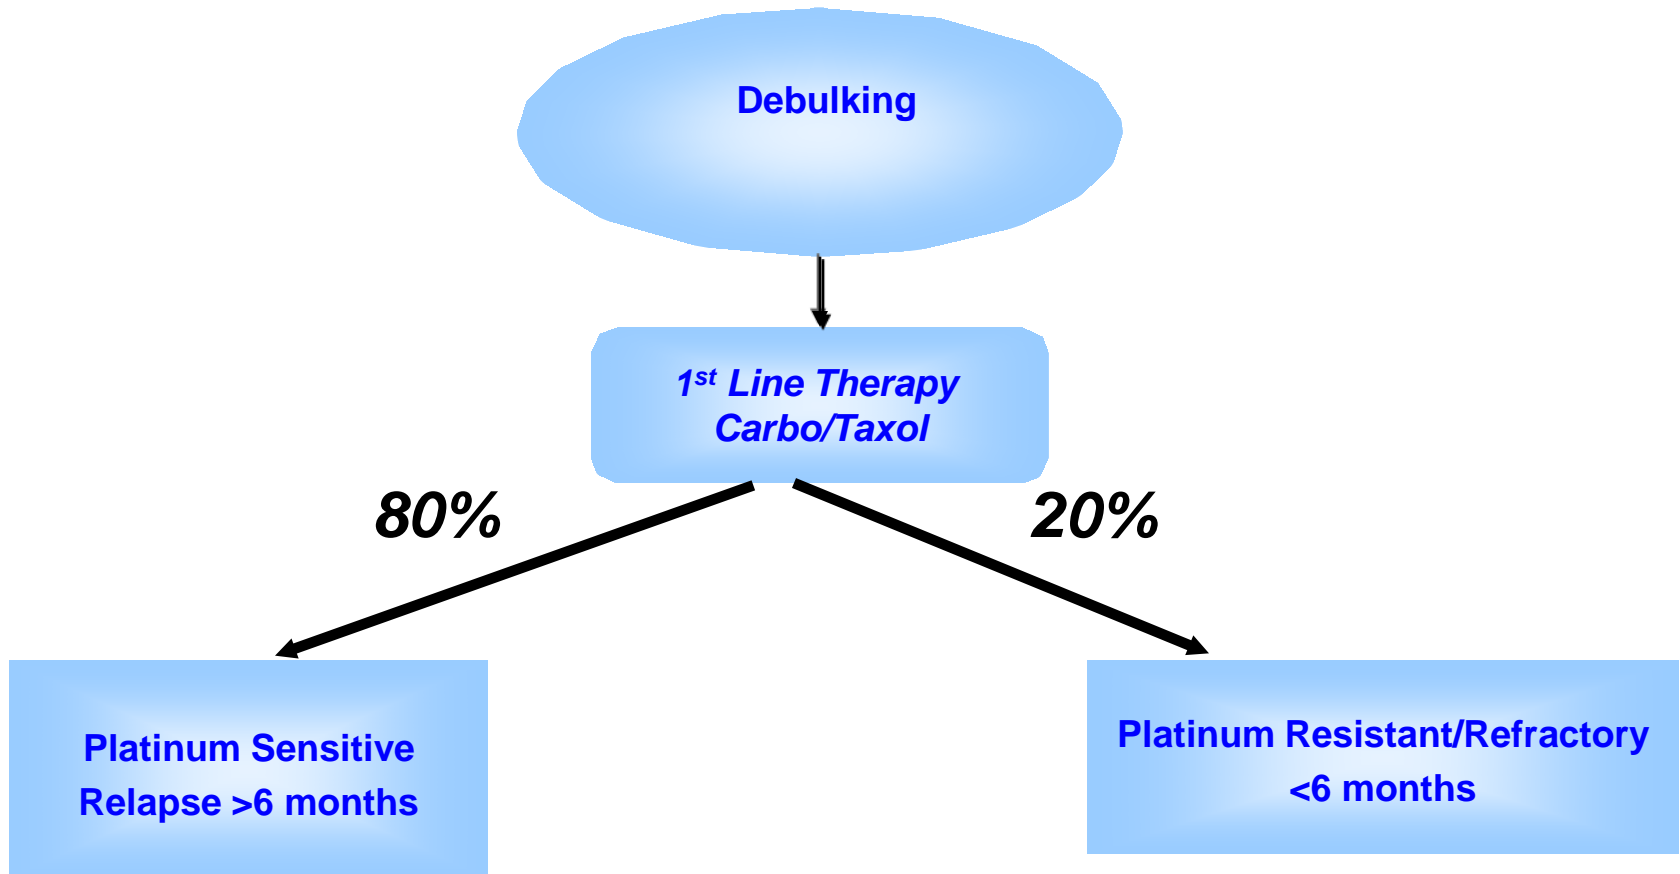 Debulking
1st Line Therapy
Carbo/Taxol
80%
20%
Platinum Sensitive
Relapse >6 months
Platinum Resistant/Refractory
<6 months